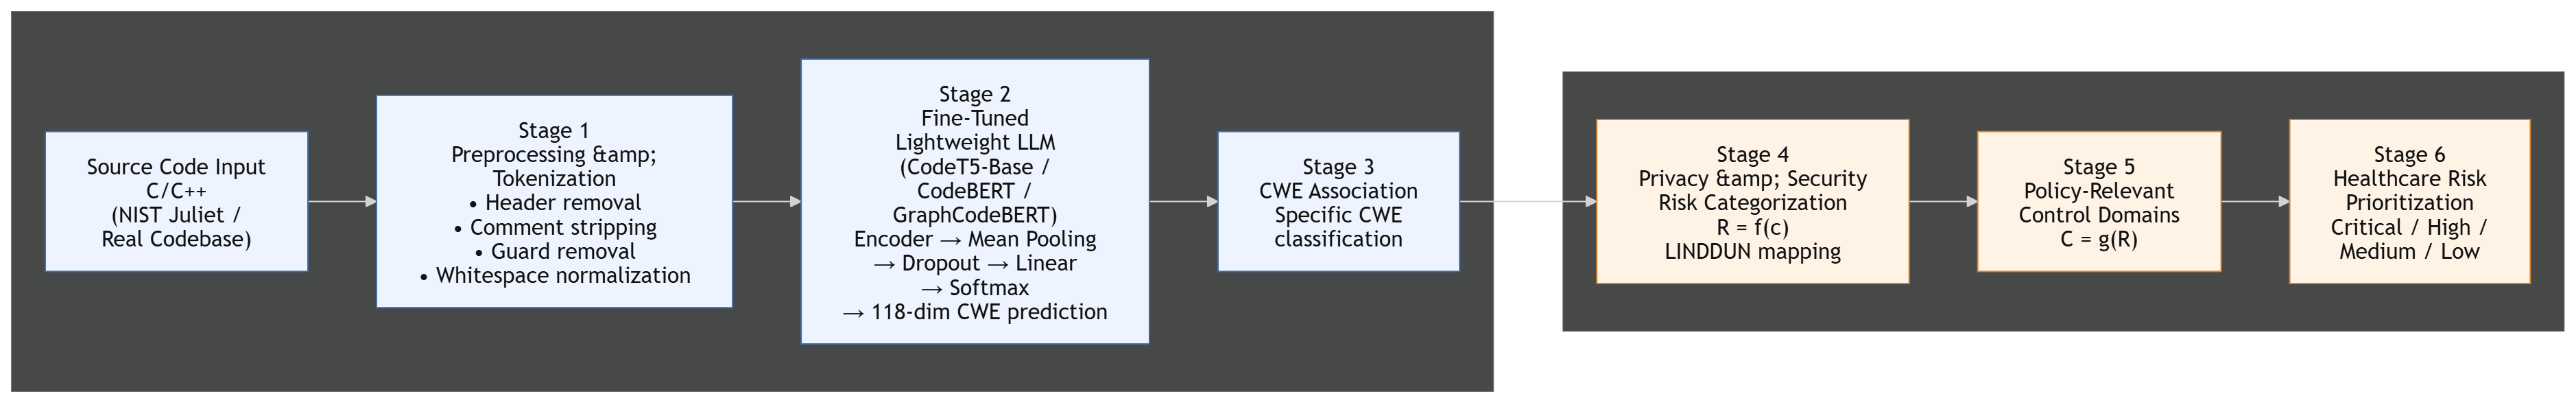 Source Code Input
C/C++
(NIST Juliet /
Real Codebase)
Stage 1
Preprocessing &amp;
Tokenization
• Header removal
• Comment stripping
• Guard removal
• Whitespace normalization
Stage 2
Fine-Tuned
Lightweight LLM
(CodeT5-Base /
CodeBERT /
GraphCodeBERT)
Encoder → Mean Pooling
→ Dropout → Linear
→ Softmax
→ 118-dim CWE prediction
Stage 3
CWE Association
Specific CWE
classification
Stage 4
Privacy &amp; Security
Risk Categorization
R = f(c)
LINDDUN mapping
Stage 5
Policy-Relevant
Control Domains
C = g(R)
Stage 6
Healthcare Risk
Prioritization
Critical / High /
Medium / Low